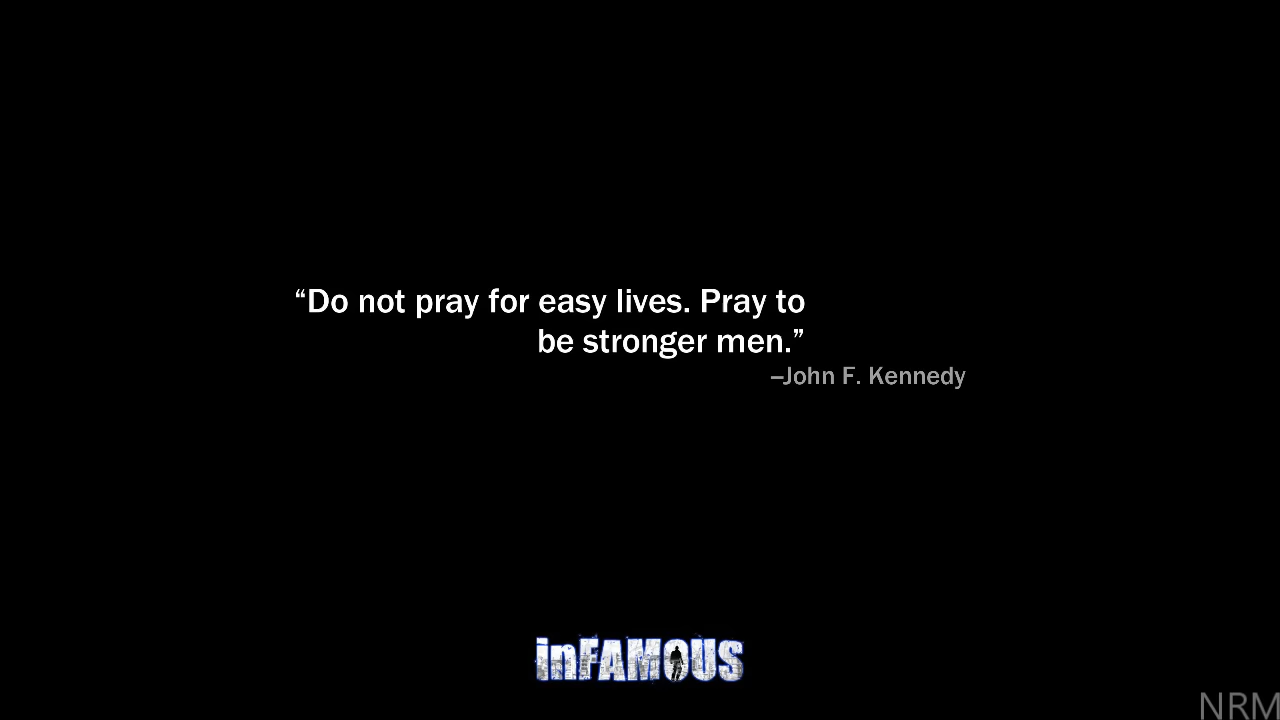 “Do not pray for easy lives. Pray to
be stronger men.”
–John F. Kennedy
inFAMOUS
NRM